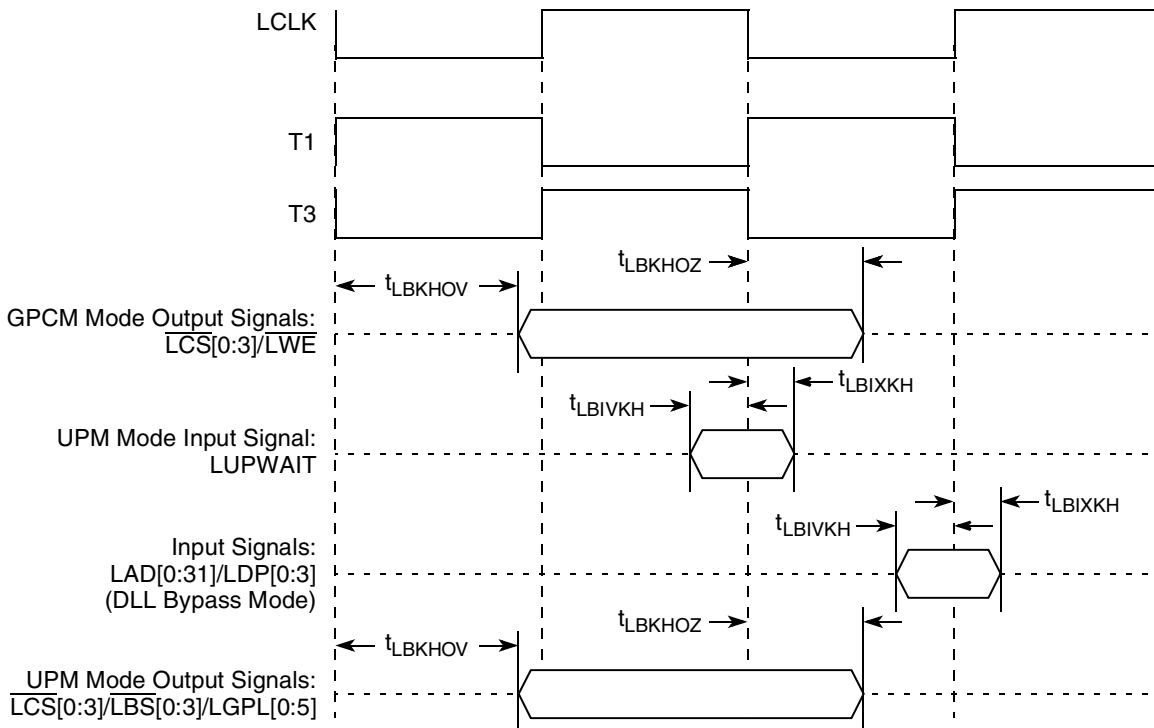 LCLK
T1
T3
tLBKHOZ
tLBKHOV
GPCM Mode Output Signals:
LCS[0:3]/LWE
tLBIXKH
tLBIVKH
UPM Mode Input Signal:
LUPWAIT
tLBIXKH
tLBIVKH
Input Signals:
LAD[0:31]/LDP[0:3]
(DLL Bypass Mode)
tLBKHOZ
tLBKHOV
UPM Mode Output Signals:
LCS[0:3]/LBS[0:3]/LGPL[0:5]